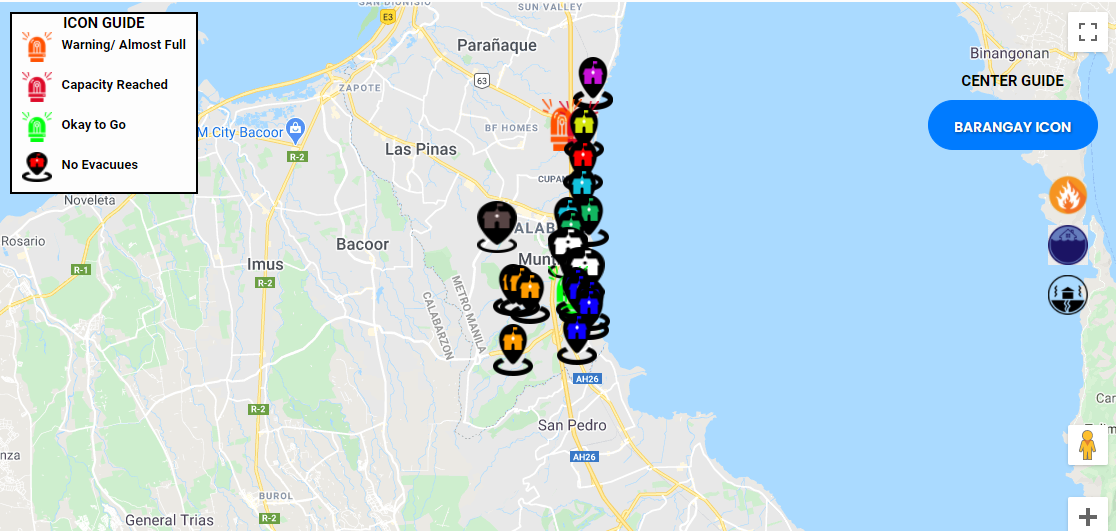 ICON GUIDE
Warning/ Almost Full
Capacity Reached
Okay to Go
No Evacuues
SAN DIONISIO
SUN VALLEY
E3
Parañaque
Binangonan
CENTER GUIDE
63
ZAPOTE
BARANGAY ICON
M City Bacoor
BF HOMES
R-2
Las Pinas
CUPAN
Noveleta
ALAB
Rosario
Bacoor
Munt
R-1
Imus
R-2
METRO MANILA
CALABARZON
AH26
Car
R-2
San Pedro
AH26
nza
BUROL
General Trias
R-2